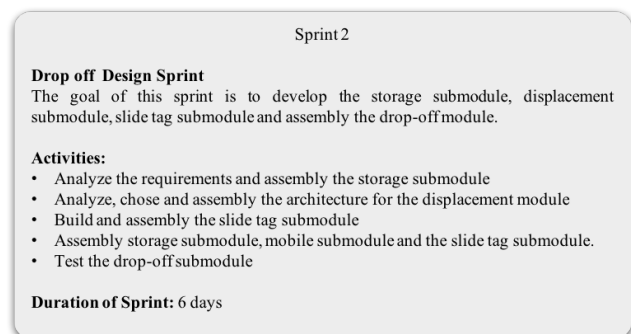 Sprint 2
Drop off Design Sprint
The goal of this sprint is to develop the storage submodule, displacement
submodule, slide tag submodule and assembly the drop-off module.
Activities:
• Analyze the requirements and assembly the storage submodule
• Analyze, chose and assembly the architecture for the displacement module
• Build and assembly the slide tag submodule
• Assembly storage submodule, mobile submodule and the slide tag submodule.
• Test the drop-off submodule
Duration of Sprint: 6 days